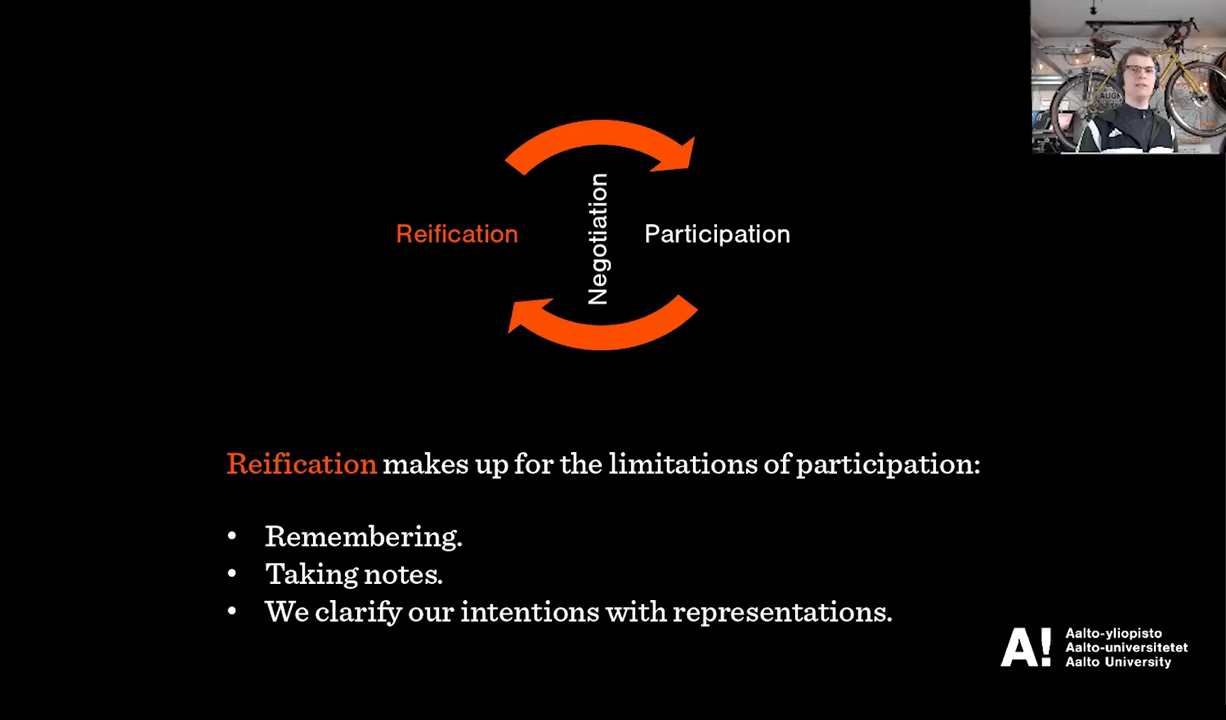 Reification
Negotiation
Participation
Reification makes up for the limitations of participation:
• Remembering.
• Taking notes.
• We clarify our intentions with representations.
A!
Aalto-yliopisto
Aalto-universitetet
Aalto University